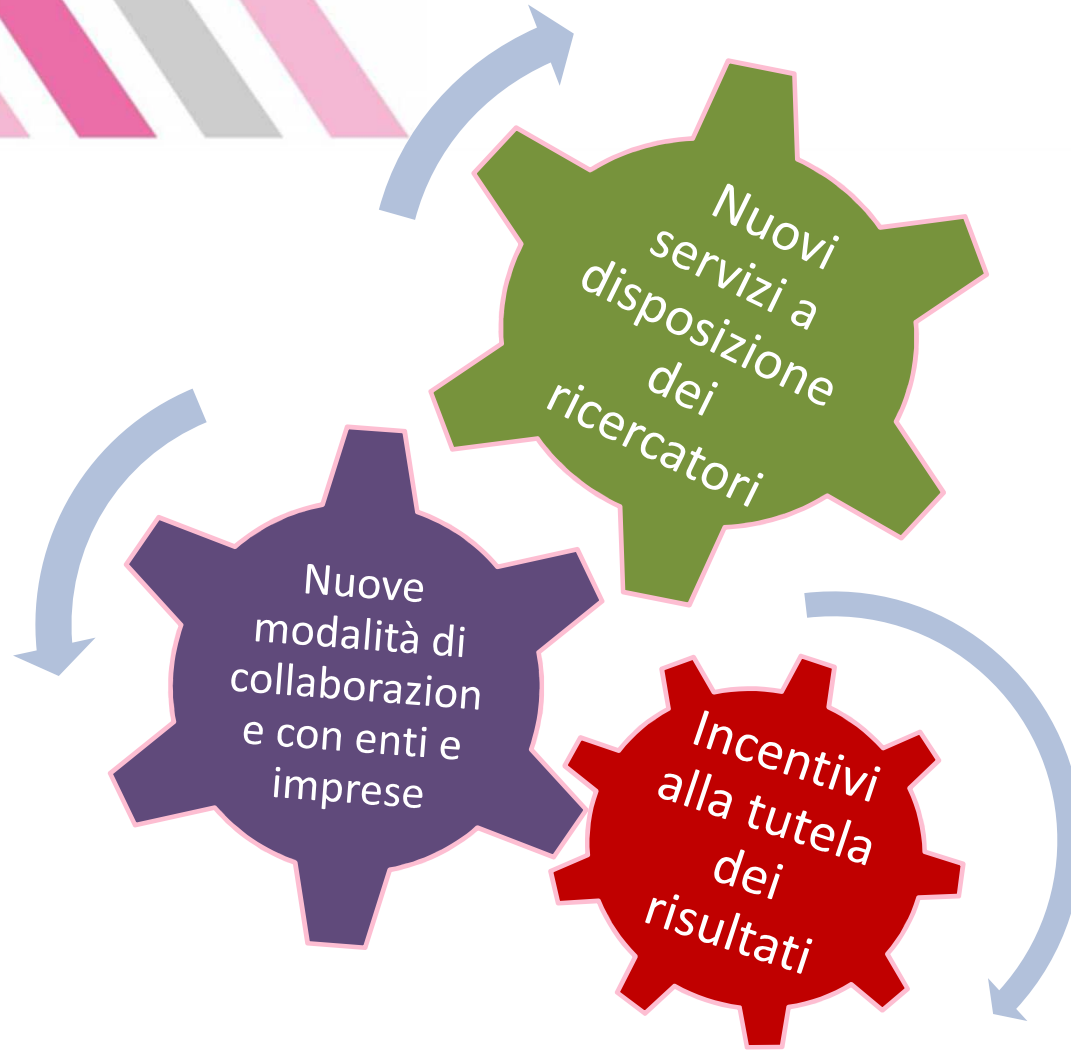 Nuovi
servizi a
disposizione
dei
ricercatori
Nuove
modalità di
collaborazion
e con enti e
imprese
Incentivi
alla tutela
dei
risultati